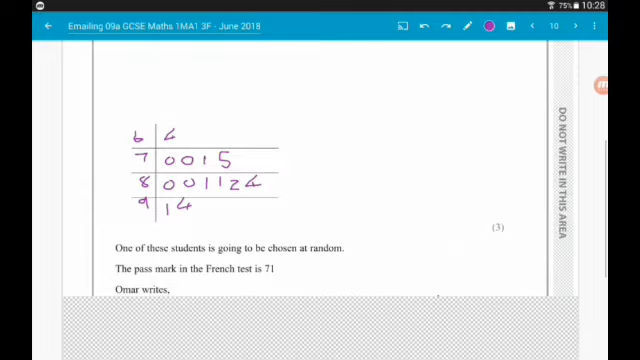 75% 10:28
Emailing 09a GCSE Maths 1MA1 3F - June 2018
10
6 4
7 0 0 1 5
8 0 0 1 1 2 4
9 1 4
(3)
One of these students is going to be chosen at random.
The pass mark in the French test is 71
Omar writes,
DO NOT WRITE IN THIS AREA